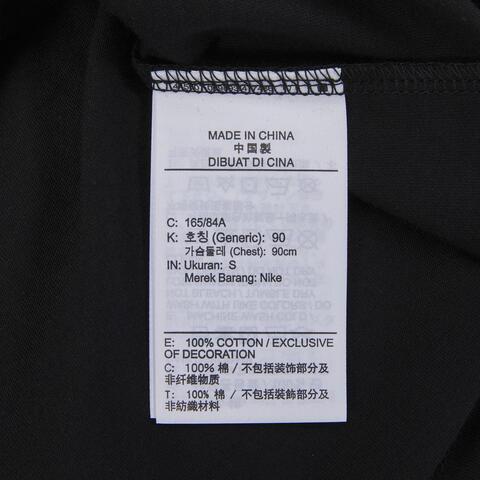 MADE IN CHINA
中国製
DIBUAT DI CINA
C: 165/84A
K: 호칭 (Generic): 90
가슴둘레 (Chest): 90cm
IN: Ukuran: S
Merek Barang: Nike
E: 100% COTTON / EXCLUSIVE
OF DECORATION
C: 100% 棉 / 不包括装饰部分及
非纤维物质
T: 100% 棉 / 不包括裝飾部分及
非紡織材料